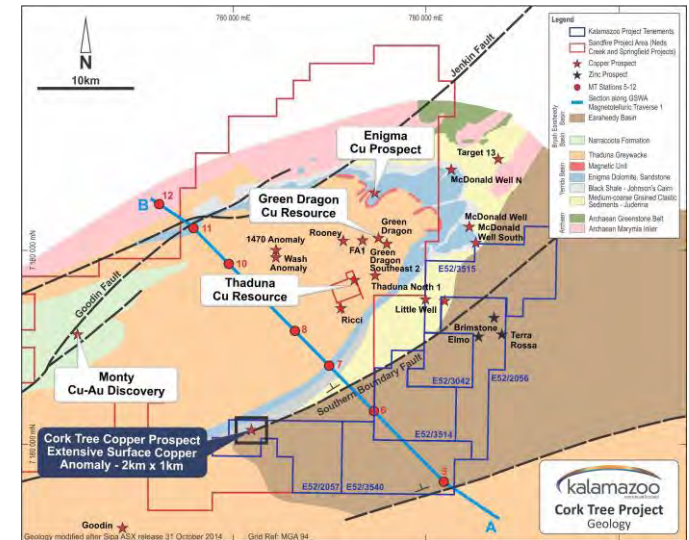 760 000 mE
780 000 mE
N
10km
Jenkin Fault
Enigma
Cu Prospect
Target 13
McDonald Well N
Green Dragon
Cu Resource
Green
Dragon
Rooney
FA1
Green
Dragon
Southeast 2
McDonald Well
McDonald
Well South
B
12
11
10
1470 Anomaly
Wash
Anomaly
7 180 000 mN
E52/3515
Thaduna
Cu Resource
Thaduna North 1
Ricci
Little Well
Goodin Fault
8
7
6
5
Brimstone
Elmo
Terra
Rossa
Monty
Cu-Au Discovery
Southern Boundary Fault
E52/3042
E52/2056
Cork Tree Copper Prospect
Extensive Surface Copper
Anomaly - 2km x 1km
E52/3514
E52/2057
E52/3540
A
Goodin
Geology modified after Sipa ASX release 31 October 2014
Grid Ref: MGA 94
Legend
Kalamazoo Project Tenements
Sandfire Project Area (Neds
Creek and Springfield Projects)
Copper Prospect
Zinc Prospect
MT Stations 5-12
Section along GSWA
Magnetotelluric Traverse 1
Earaheedy Basin
Narracoota Formation
Thaduna Greywacke
Magnetic Unit
Enigma Dolomite, Sandstone
Black Shale - Johnson's Cairn
Medium-coarse Grained Clastic
Sediments - Juderina
Archaean Greenstone Belt
Archaean Marymia Inlier
Yerrida Basin
Archaean
kalamazoo
Cork Tree Project
Geology